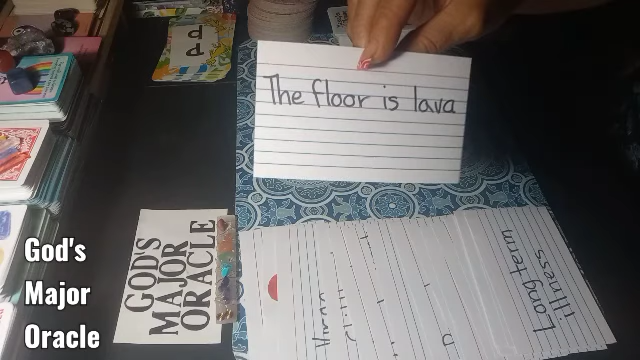 The floor is lava
GOD'S
MAJOR
ORACLE
Long term
illness
God's
Major
Oracle